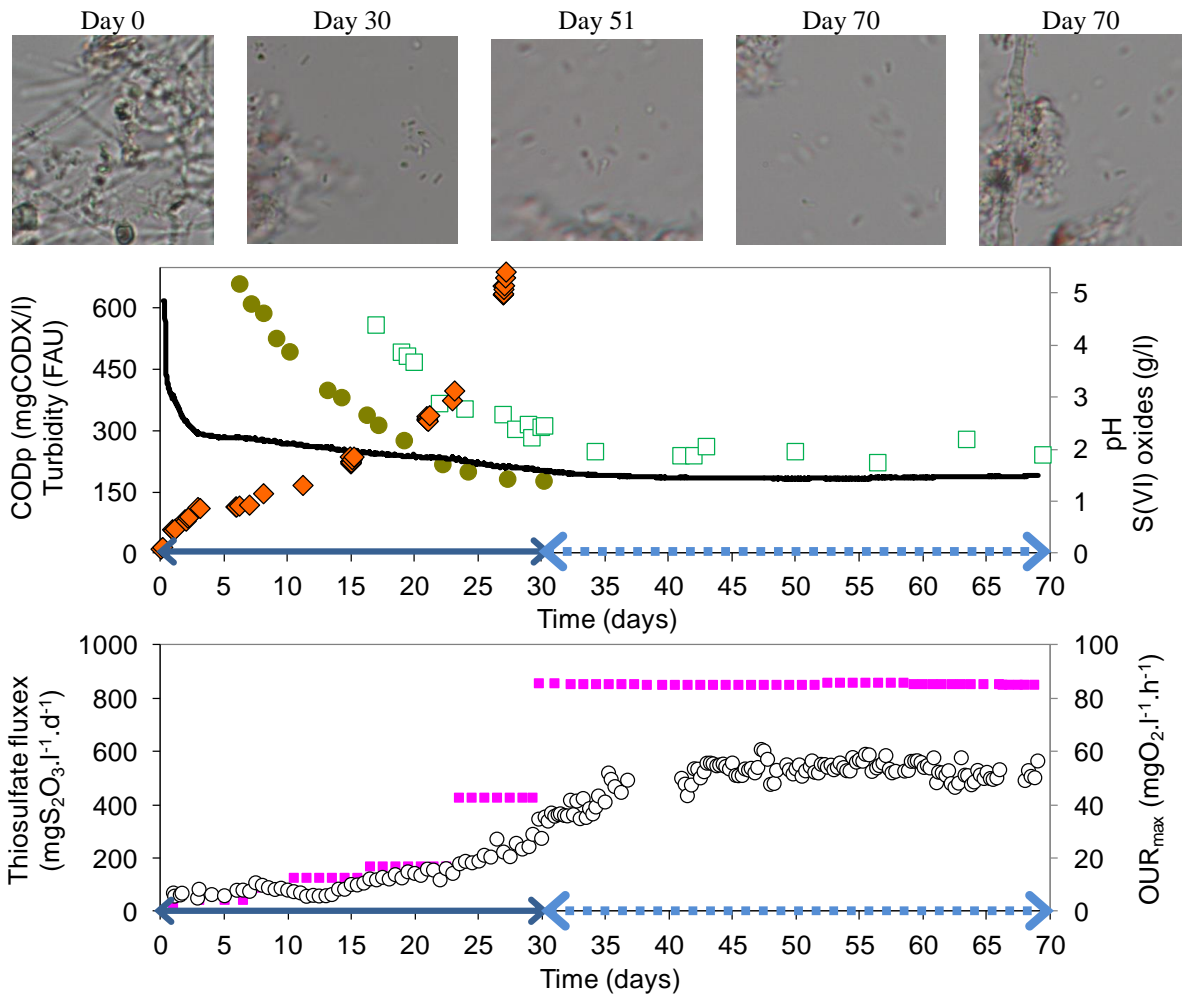 Day 0 Day 30 Day 51 Day 70 Day 70
CODp (mgCODX/l)
Turbidity (FAU)
600
450
300
150
0
5
4
3
2
1
0
pH
S(VI) oxides (g/l)
0 5 10 15 20 25 30 35 40 45 50 55 60 65 70
Time (days)
Thiosulfate fluxex
(mgS2O3.l-1.d-1)
1000
800
600
400
200
0
100
80
60
40
20
0
OURmax (mgO2.l-1.h-1)
0 5 10 15 20 25 30 35 40 45 50 55 60 65 70
Time (days)